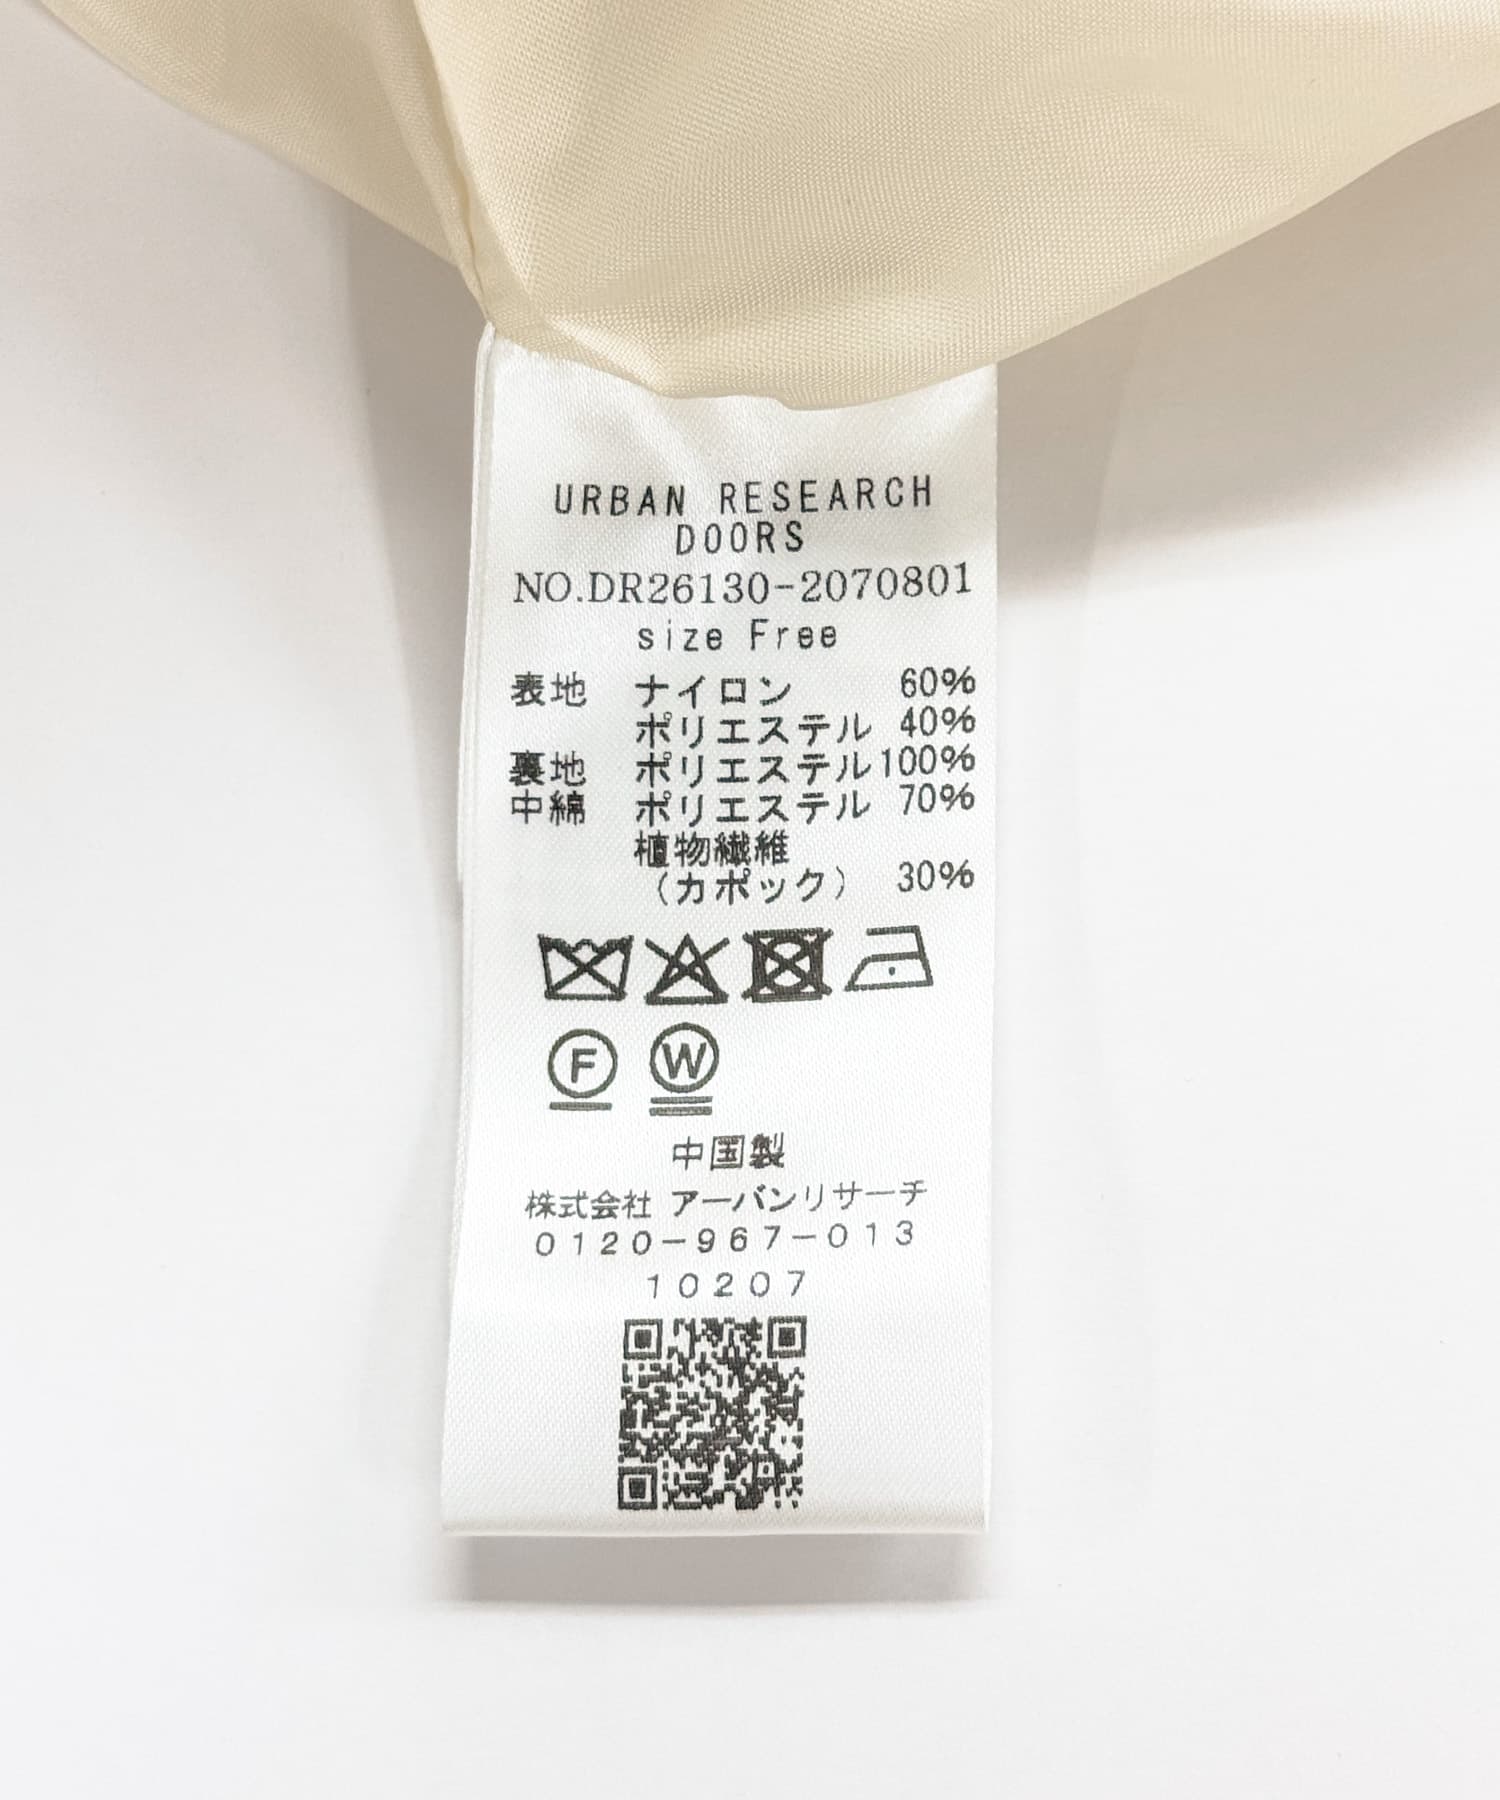 URBAN RESEARCH
DOORS
NO.DR26130-2070801
size Free
表地 ナイロン 60%
ポリエステル 40%
裏地 ポリエステル 100%
中綿 ポリエステル 70%
植物繊維
(カポック) 30%
F W
中国製
株式会社 アーバンリサーチ
0120-967-013
10207